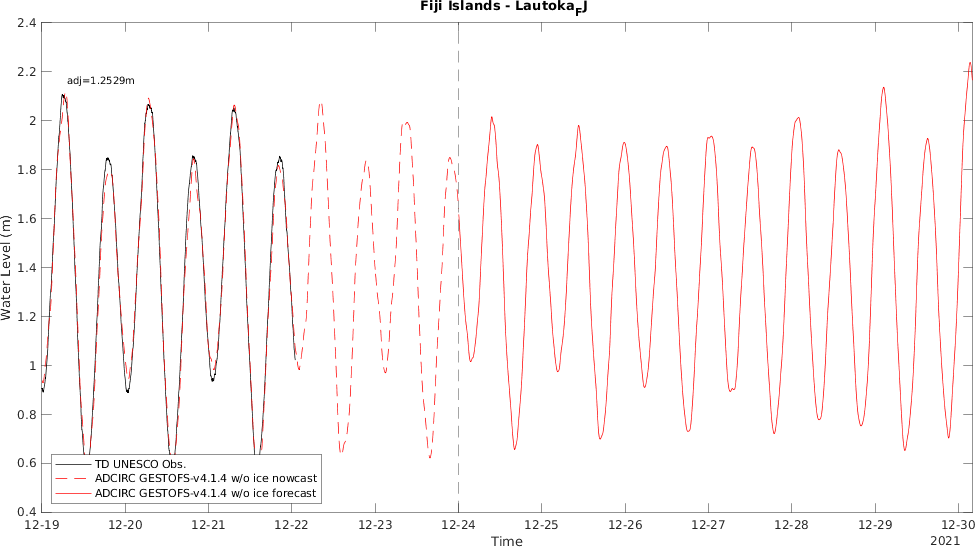 Fiji Islands - Lautoka_FJ
adj=1.2529m
2.4
2.2
2
1.8
1.6
1.4
1.2
1
0.8
0.6
0.4
Water Level (m)
TD UNESCO Obs.
ADCIRC GESTOFS-v4.1.4 w/o ice nowcast
ADCIRC GESTOFS-v4.1.4 w/o ice forecast
12-19 12-20 12-21 12-22 12-23 12-24 12-25 12-26 12-27 12-28 12-29 12-30
Time
2021